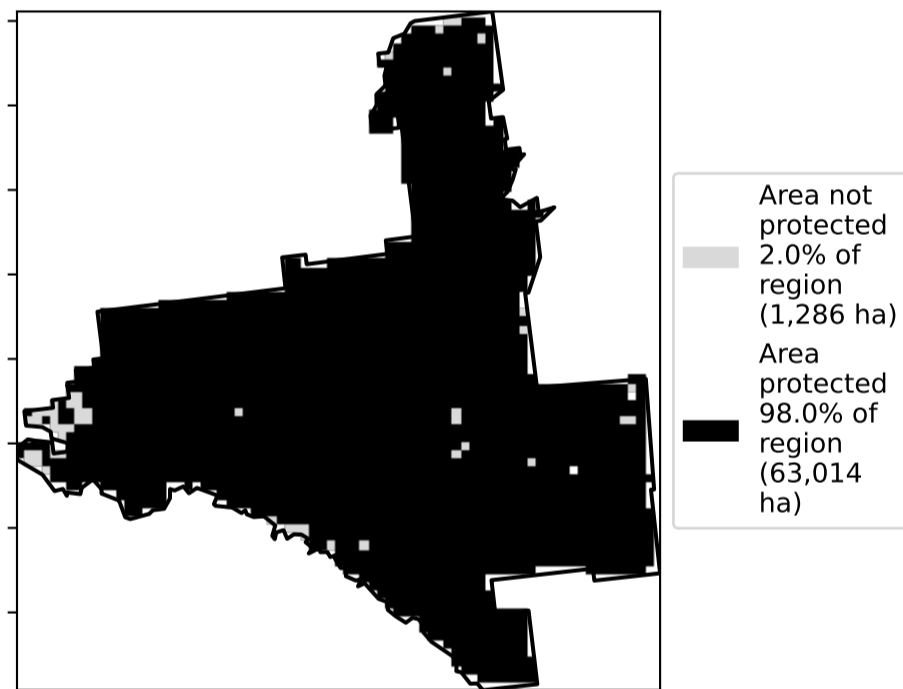 Area not
protected
2.0% of
region
(1,286 ha)
Area
protected
98.0% of
region
(63,014
ha)